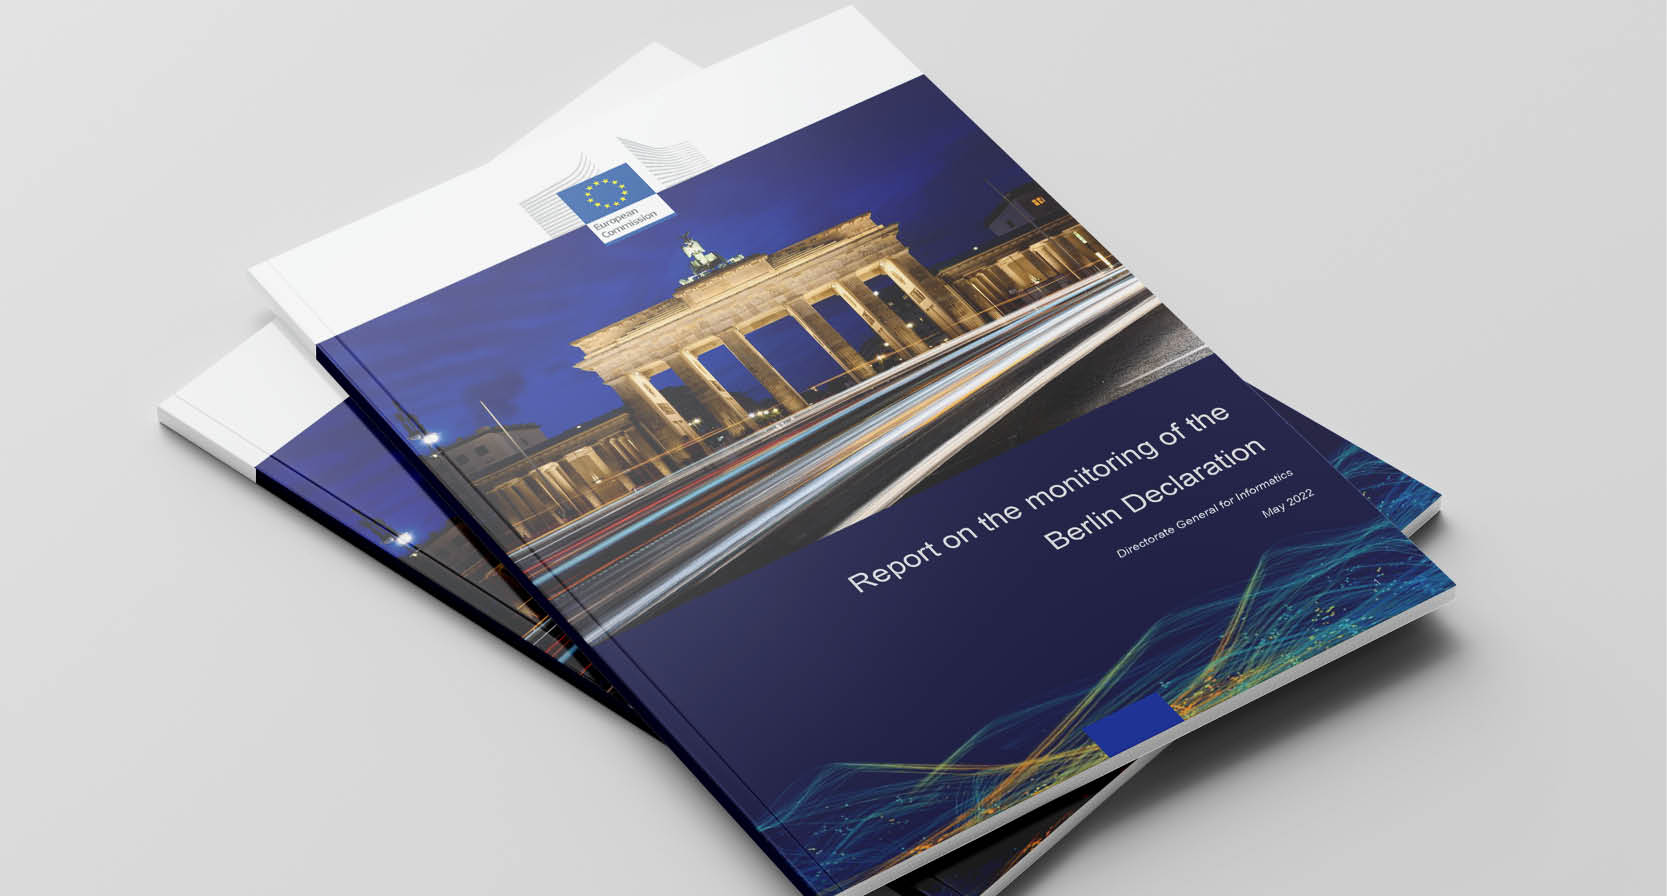 European
Commission
Report on the monitoring of the
Berlin Declaration
Directorate General for Informatics
May 2022